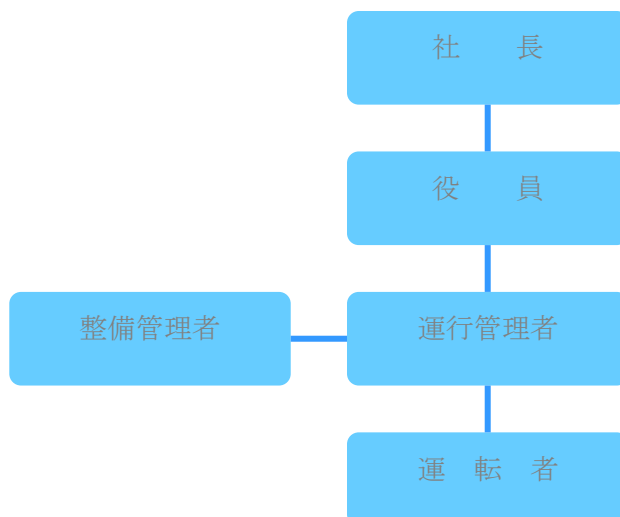 社　　長
役　　員
整備管理者
運行管理者
運　転　者